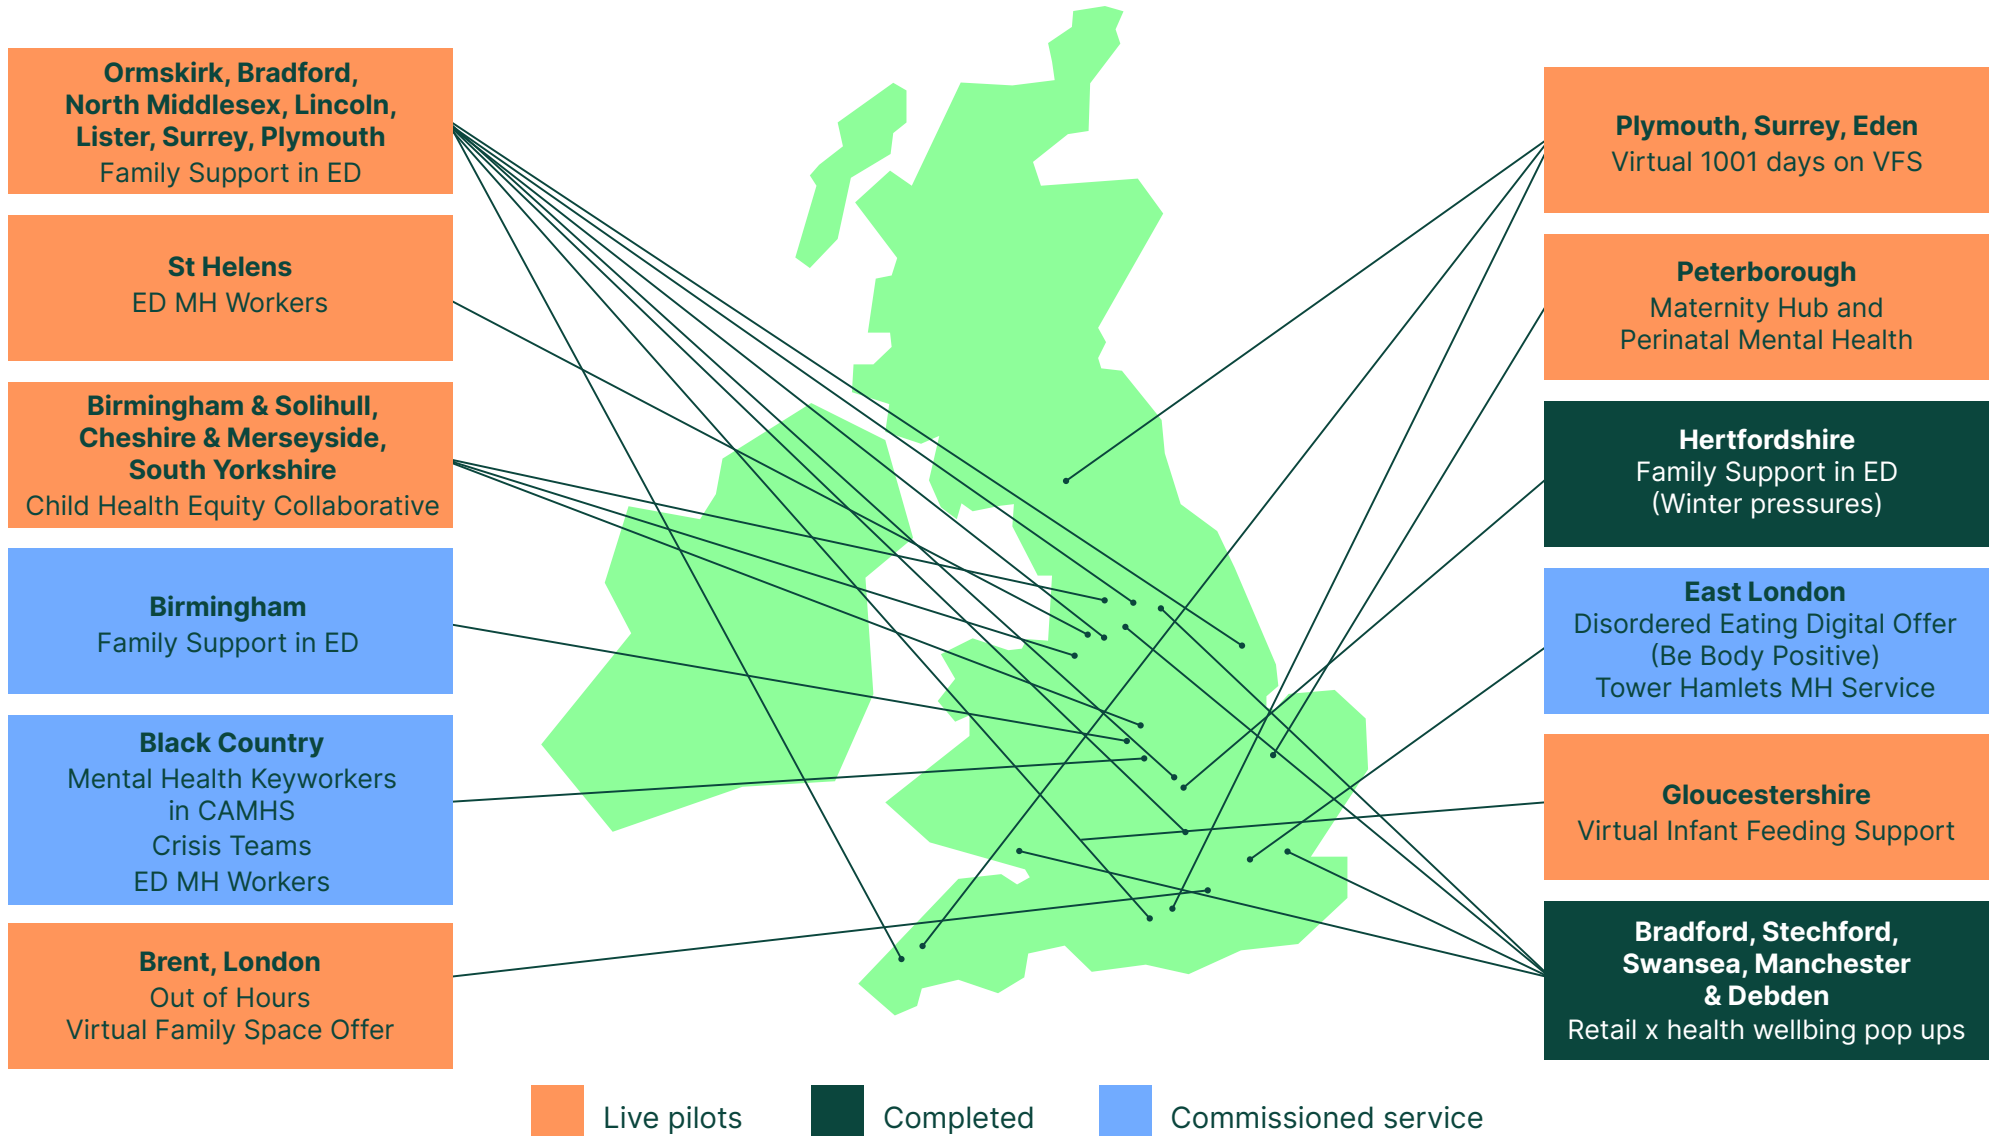 Ormskirk, Bradford,
North Middlesex, Lincoln,
Lister, Surrey, Plymouth
Family Support in ED
St Helens
ED MH Workers
Birmingham & Solihull,
Cheshire & Merseyside,
South Yorkshire
Child Health Equity Collaborative
Birmingham
Family Support in ED
Black Country
Mental Health Keyworkers
in CAMHS
Crisis Teams
ED MH Workers
Brent, London
Out of Hours
Virtual Family Space Offer
Plymouth, Surrey, Eden
Virtual 1001 days on VFS
Peterborough
Maternity Hub and
Perinatal Mental Health
Hertfordshire
Family Support in ED
(Winter pressures)
East London
Disordered Eating Digital Offer
(Be Body Positive)
Tower Hamlets MH Service
Gloucestershire
Virtual Infant Feeding Support
Bradford, Stechford,
Swansea, Manchester
& Debden
Retail x health wellbing pop ups
Live pilots
Completed
Commissioned service